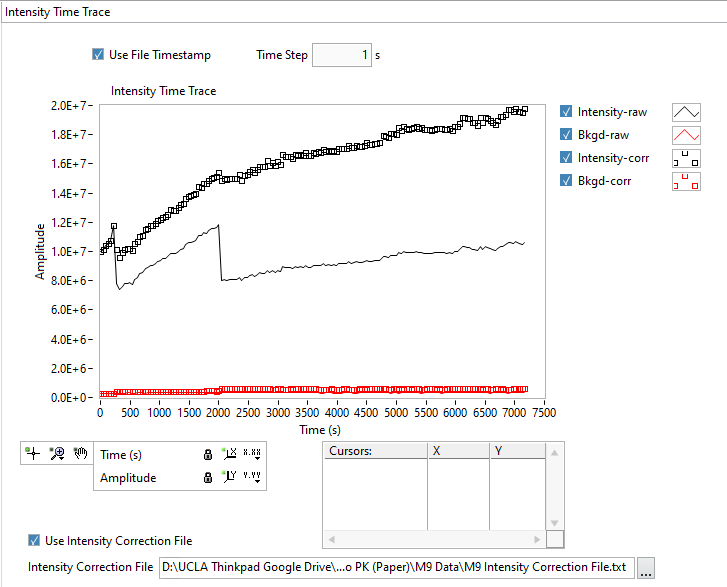 Intensity Time Trace
Use File Timestamp Time Step 1 s
Intensity Time Trace
2.0E+7
1.8E+7
1.6E+7
1.4E+7
1.2E+7
1.0E+7
8.0E+6
6.0E+6
4.0E+6
2.0E+6
0.0E+0
Amplitude
0 500 1000 1500 2000 2500 3000 3500 4000 4500 5000 5500 6000 6500 7000 7500
Time (s)
Intensity-raw
Bkgd-raw
Intensity-corr
Bkgd-corr
Time (s) X X.XX
Amplitude Y Y.YY
Cursors: X Y
Use Intensity Correction File
Intensity Correction File D:\UCLA Thinkpad Google Drive\...o PK (Paper)\M9 Data\M9 Intensity Correction File.txt ...